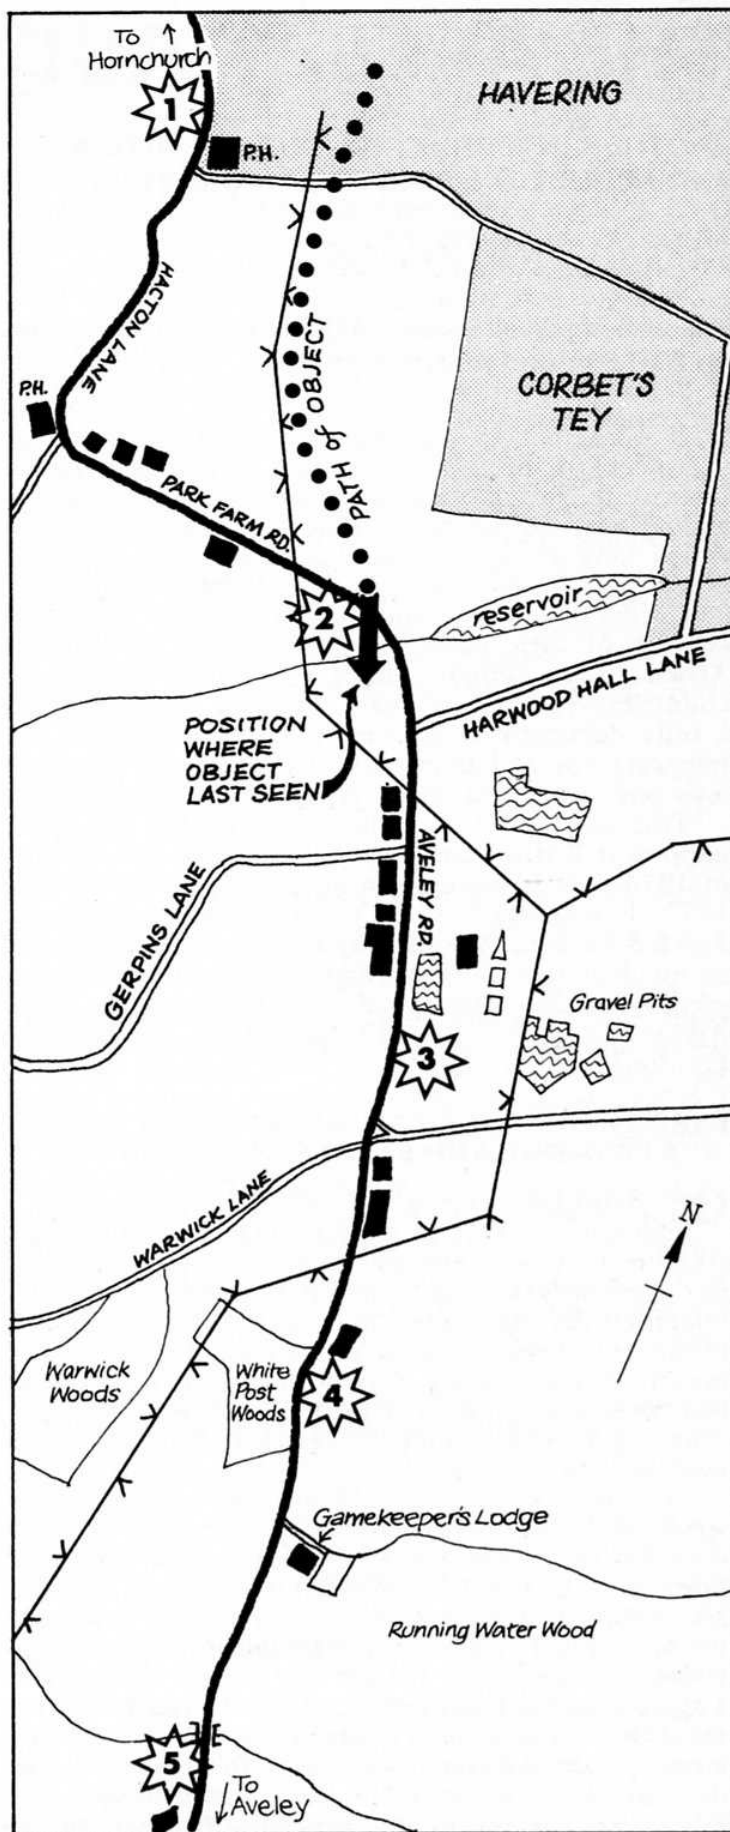 To ↑
Hornchurch
1
P.H.
HAVERING
HACTON LANE
PATH of OBJECT
CORBET'S
TEY
P.H.
PARK FARM RD.
2
reservoir
HARWOOD HALL LANE
POSITION
WHERE
OBJECT
LAST SEEN
AVELEY RD.
GERPINS LANE
Gravel Pits
3
WARWICK LANE
N
Warwick
Woods
White
Post
Woods
4
Gamekeeper's Lodge
Running Water Wood
5
To
↓ Aveley